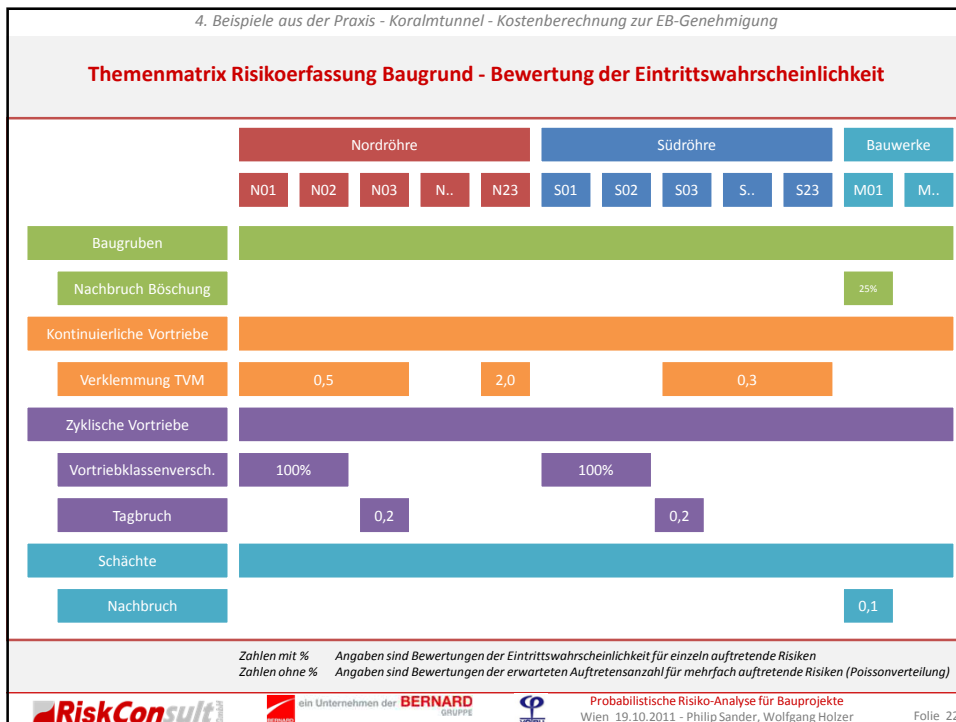 4. Beispiele aus der Praxis - Koralmtunnel - Kostenberechnung zur EB-Genehmigung
Themenmatrix Risikoerfassung Baugrund - Bewertung der Eintrittswahrscheinlichkeit
Nordröhre Südröhre Bauwerke
N01 N02 N03 N.. N23 S01 S02 S03 S.. S23 M01 M..
Baugruben
Nachbruch Böschung 25%
Kontinuierliche Vortriebe
Verklemmung TVM 0,5 2,0 0,3
Zyklische Vortriebe
Vortriebklassenversch. 100% 100%
Tagbruch 0,2 0,2
Schächte
Nachbruch 0,1
Zahlen mit % Angaben sind Bewertungen der Eintrittswahrscheinlichkeit für einzeln auftretende Risiken
Zahlen ohne % Angaben sind Bewertungen der erwarteten Auftretensanzahl für mehrfach auftretende Risiken (Poissonverteilung)
RiskConsult GmbH
BERNARD
ein Unternehmen der BERNARD GRUPPE
Probabilistische Risiko-Analyse für Bauprojekte
Wien 19.10.2011 - Philip Sander, Wolfgang Holzer
Folie 22